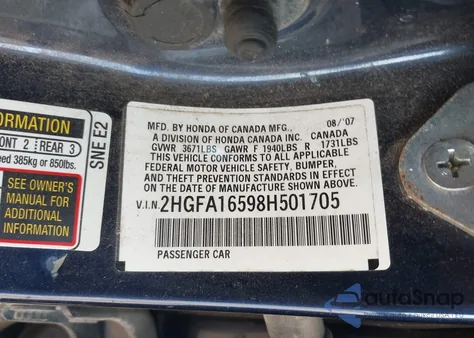 ORMATION
ONT 2 REAR 3
eed 385kg or 850lbs.
SEE OWNER'S
MANUAL FOR
ADDITIONAL
INFORMATION
SNE E2
MFD. BY HONDA OF CANADA MFG., 08/'07
A DIVISION OF HONDA CANADA INC. CANADA
GVWR 3671LBS GAWR F 1940LBS R 1731LBS
THIS VEHICLE CONFORMS TO ALL APPLICABLE
FEDERAL MOTOR VEHICLE SAFETY, BUMPER,
AND THEFT PREVENTION STANDARDS IN EFFECT
ON THE DATE OF MANUFACTURE SHOWN ABOVE.
V.I.N. 2HGFA16598H501705
PASSENGER CAR
autoSnap